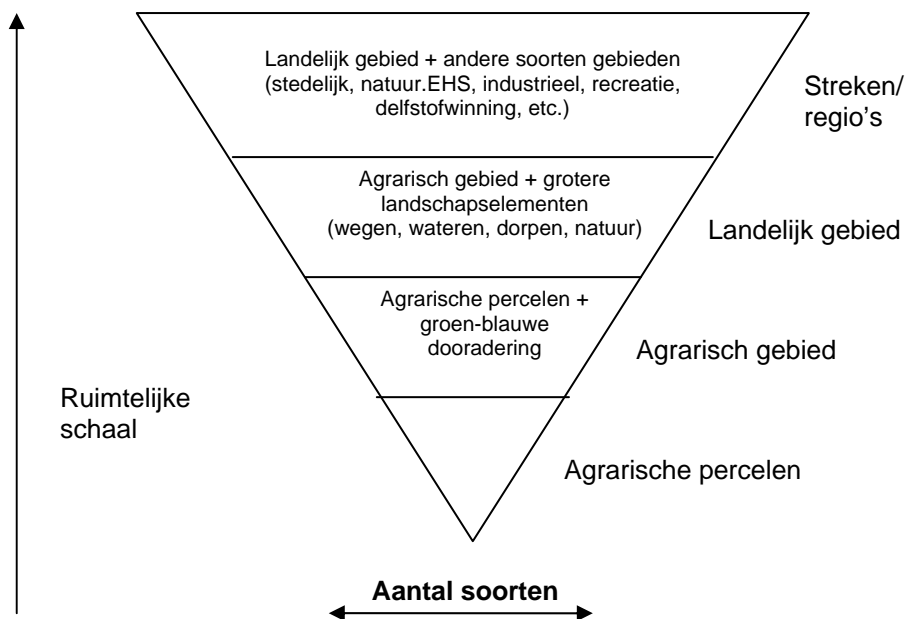 Landelijk gebied + andere soorten gebieden
(stedelijk, natuur.EHS, industrieel, recreatie,
delfstofwinning, etc.)
Streken/
regio's
Agrarisch gebied + grotere
landschapselementen
(wegen, wateren, dorpen, natuur)
Landelijk gebied
Agrarische percelen +
groen-blauwe
dooradering
Agrarisch gebied
Ruimtelijke
schaal
Agrarische percelen
Aantal soorten